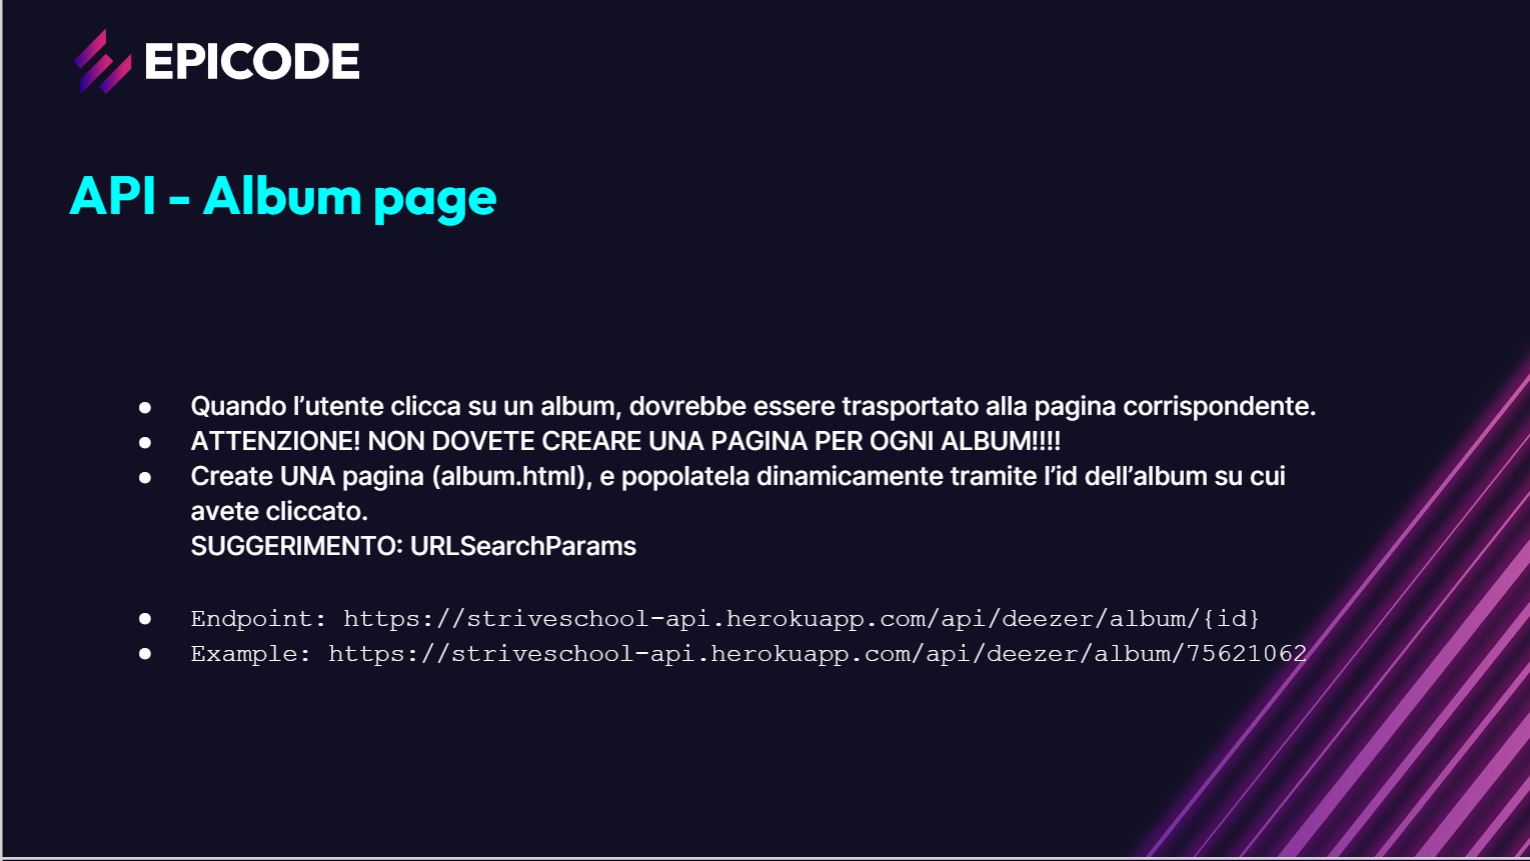 EPICODE
API - Album page
● Quando l’utente clicca su un album, dovrebbe essere trasportato alla pagina corrispondente.
● ATTENZIONE! NON DOVETE CREARE UNA PAGINA PER OGNI ALBUM!!!!
● Create UNA pagina (album.html), e popolatela dinamicamente tramite l’id dell’album su cui
avete cliccato.
SUGGERIMENTO: URLSearchParams
● Endpoint: https://striveschool-api.herokuapp.com/api/deezer/album/{id}
● Example: https://striveschool-api.herokuapp.com/api/deezer/album/75621062